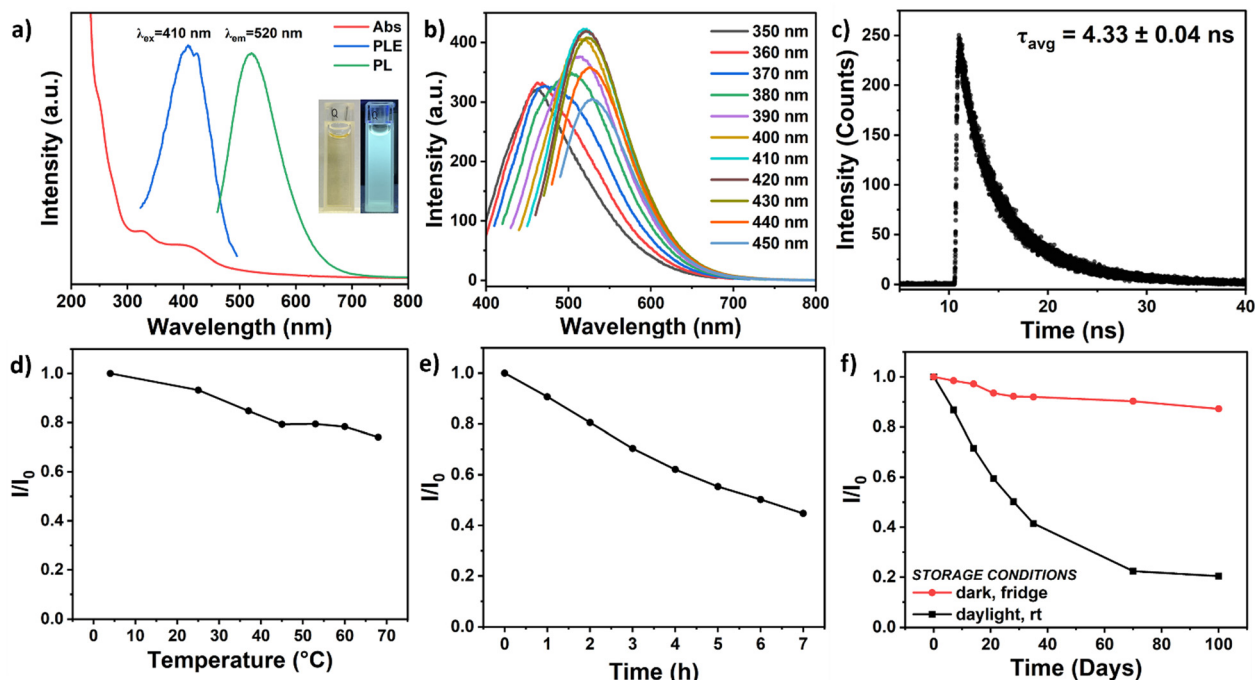 a)
λex=410 nm
λem=520 nm
Abs
PLE
PL
Q
Intensity (a.u.)
200 300 400 500 600 700 800
Wavelength (nm)
b)
350 nm
360 nm
370 nm
380 nm
390 nm
400 nm
410 nm
420 nm
430 nm
440 nm
450 nm
Intensity (a.u.)
400
300
200
100
0
400 500 600 700 800
Wavelength (nm)
c)
τavg = 4.33 ± 0.04 ns
Intensity (Counts)
250
200
150
100
50
0
10 20 30 40
Time (ns)
d)
I/I0
1.0
0.8
0.6
0.4
0.2
0.0
0 10 20 30 40 50 60 70
Temperature (°C)
e)
I/I0
1.0
0.8
0.6
0.4
0.2
0.0
0 1 2 3 4 5 6 7
Time (h)
f)
I/I0
1.0
0.8
0.6
0.4
0.2
0.0
STORAGE CONDITIONS
dark, fridge
daylight, rt
0 20 40 60 80 100
Time (Days)